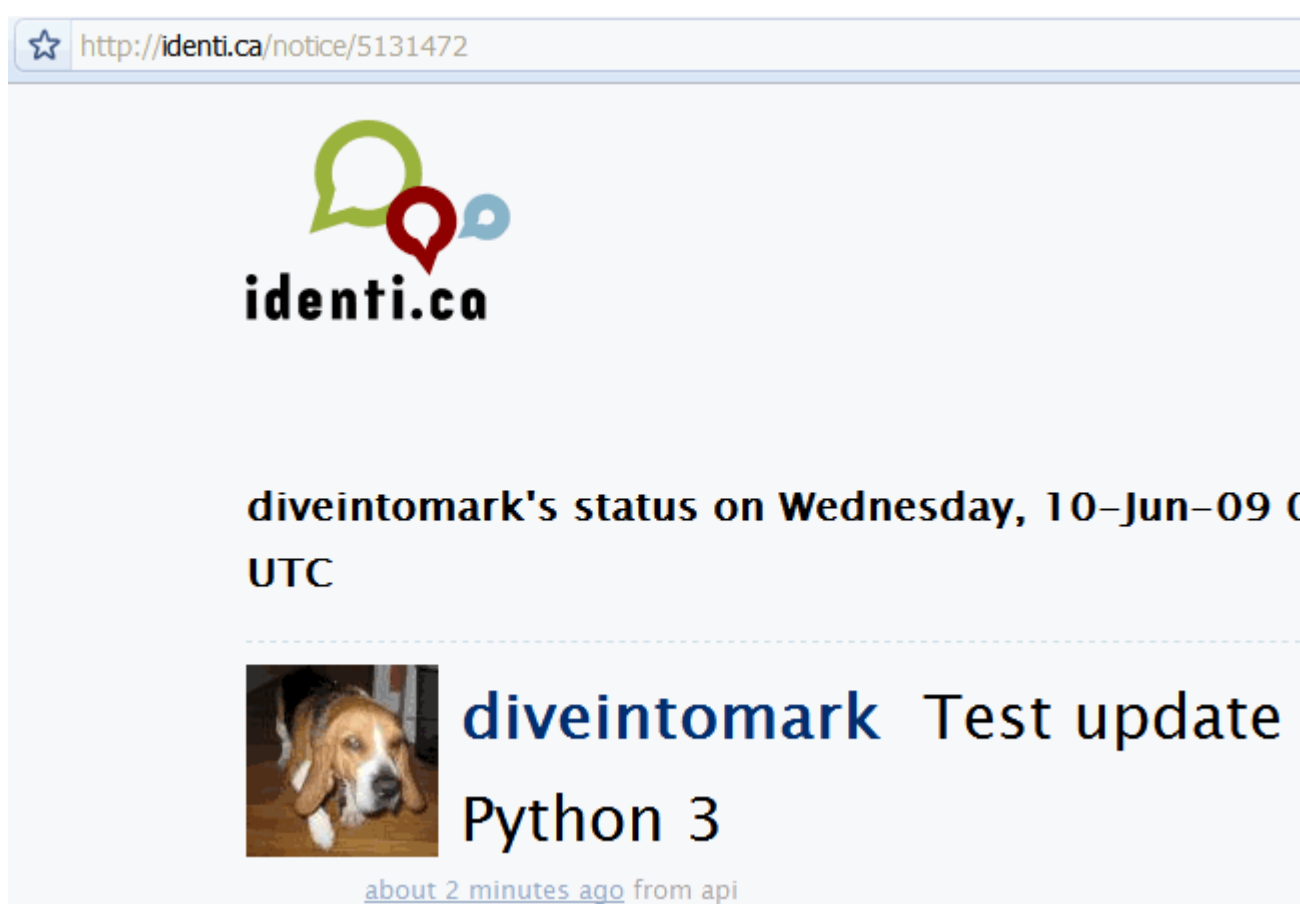 http://identi.ca/notice/5131472
identi.ca
diveintomark's status on Wednesday, 10-Jun-09
UTC
diveintomark Test update
Python 3
about 2 minutes ago from api